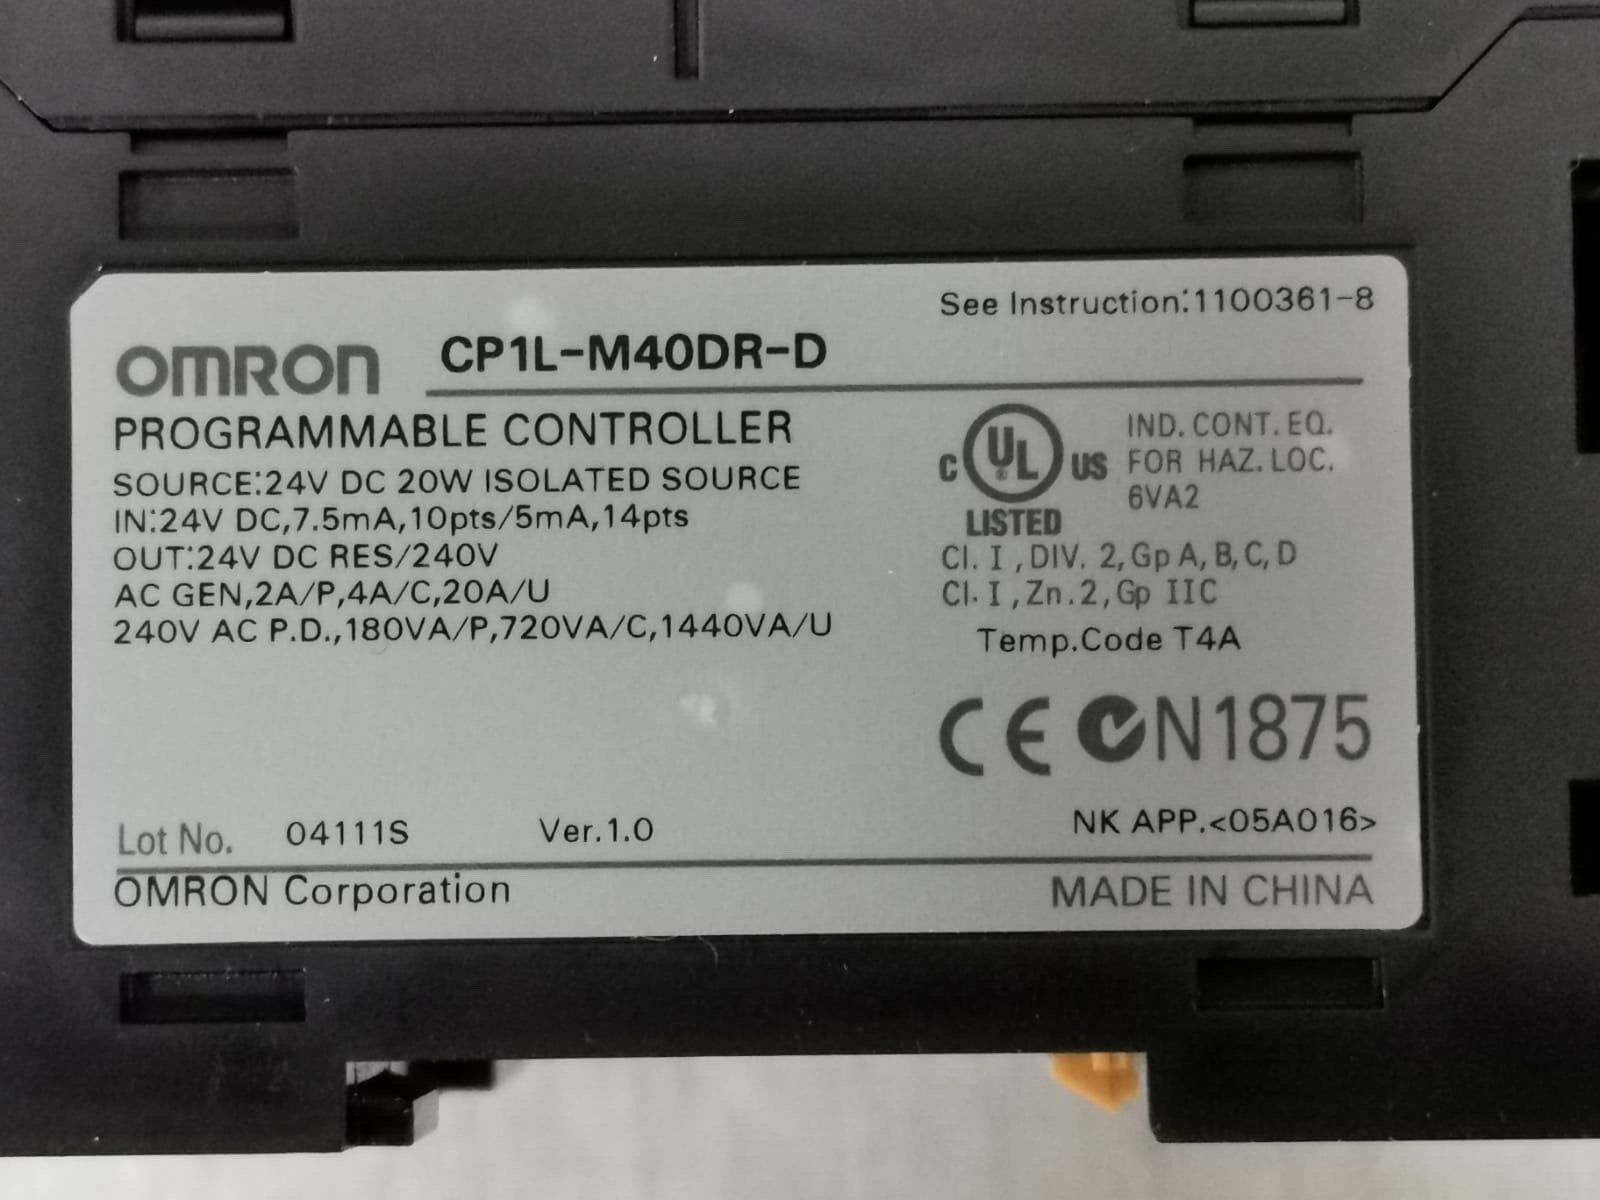 See Instruction:1100361-8
OMRON CP1L-M40DR-D
PROGRAMMABLE CONTROLLER
SOURCE:24V DC 20W ISOLATED SOURCE
IN:24V DC,7.5mA,10pts/5mA,14pts
OUT:24V DC RES/240V
AC GEN,2A/P,4A/C,20A/U
240V AC P.D.,180VA/P,720VA/C,1440VA/U
C UL US
LISTED
IND. CONT. EQ.
FOR HAZ. LOC.
6VA2
Cl. I, DIV. 2, Gp A, B, C, D
Cl. I, Zn. 2, Gp IIC
Temp.Code T4A
CE N1875
Lot No. 04111S Ver.1.0
NK APP.<05A016>
OMRON Corporation
MADE IN CHINA